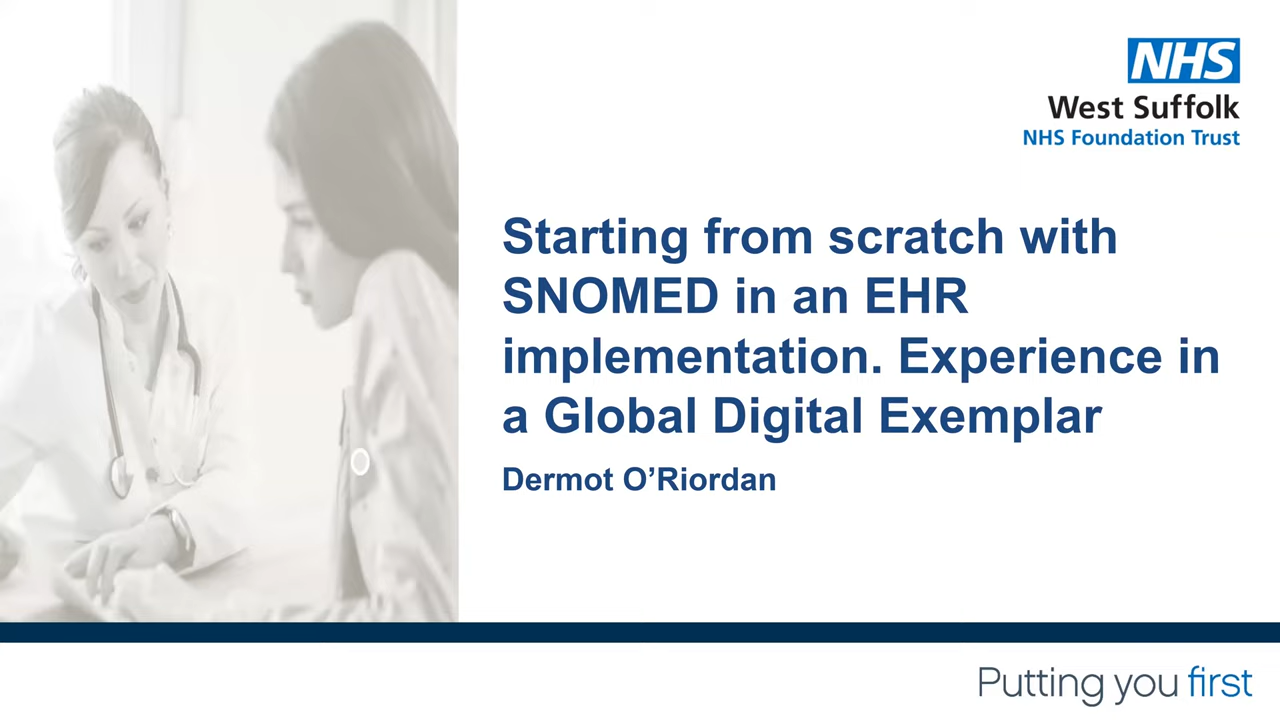 NHS
West Suffolk
NHS Foundation Trust
Starting from scratch with
SNOMED in an EHR
implementation. Experience in
a Global Digital Exemplar
Dermot O’Riordan
Putting you first